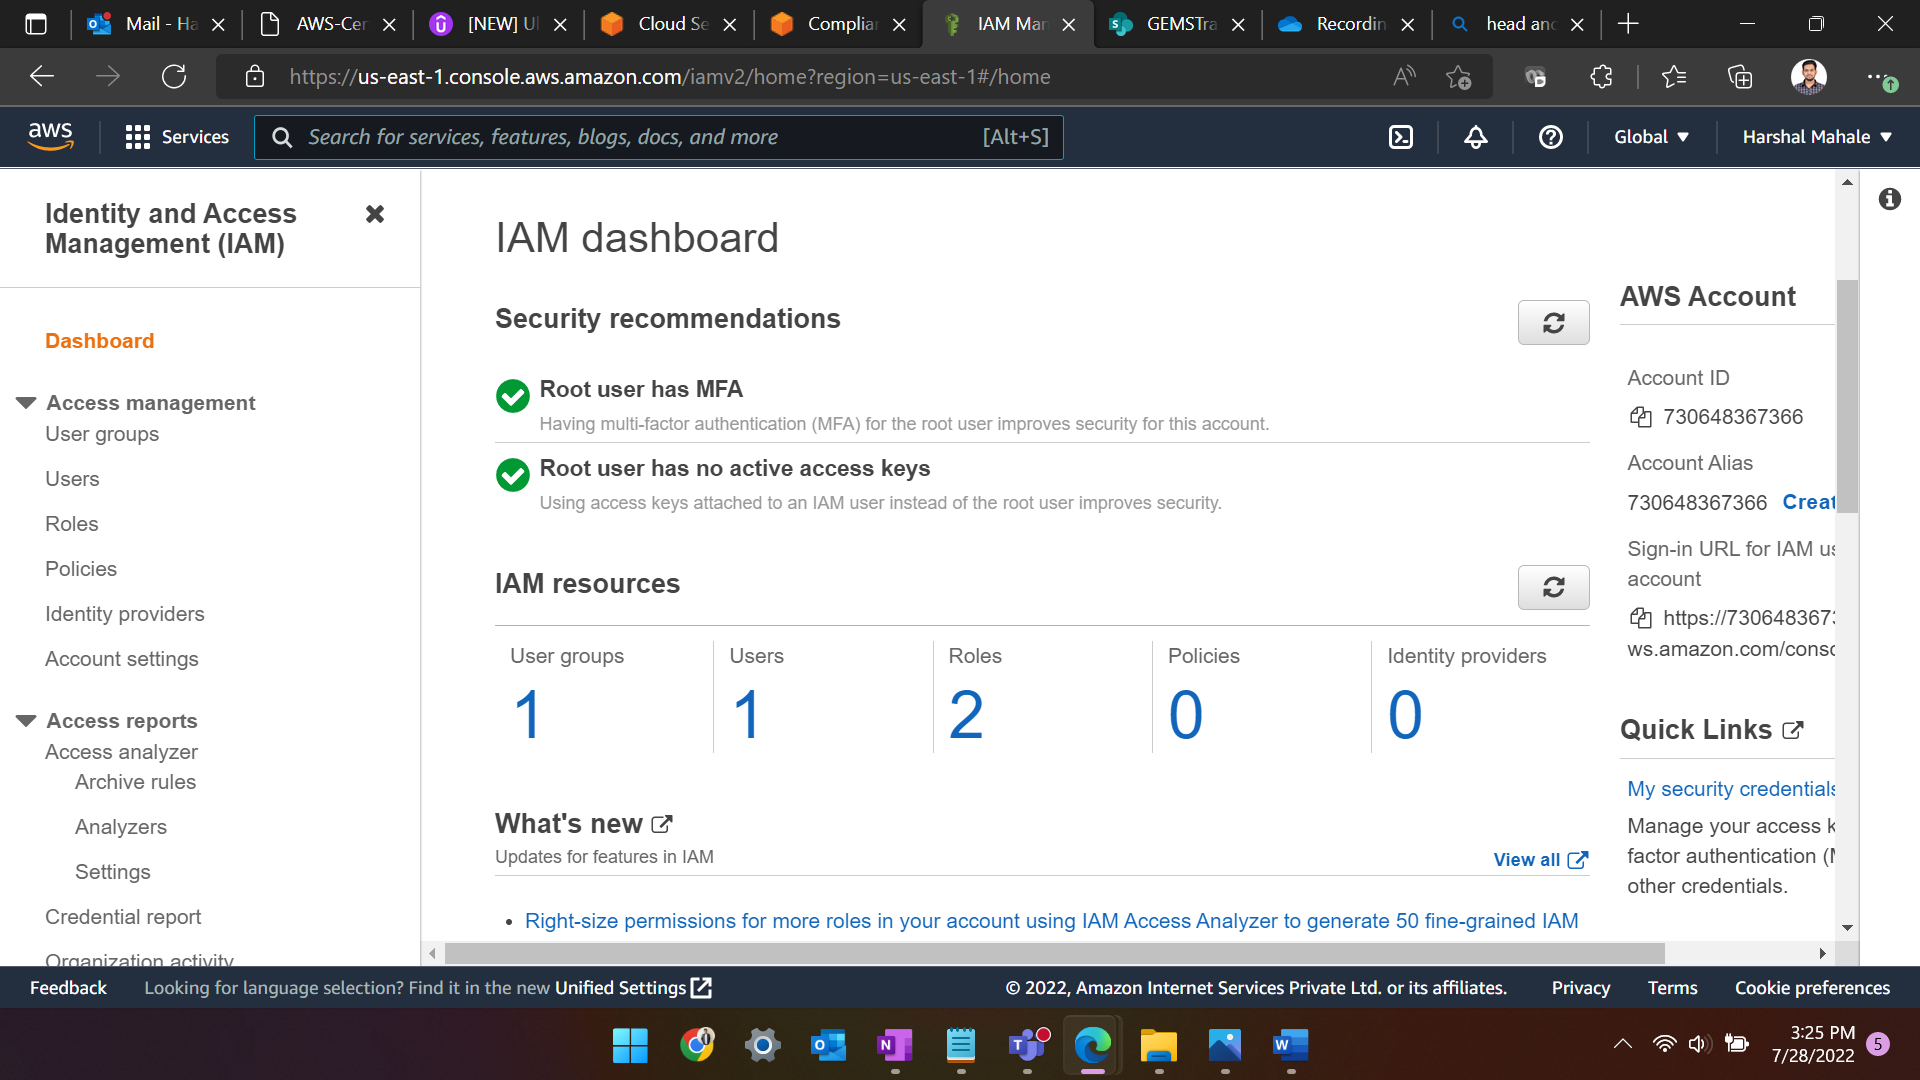 Mail - Ha
AWS-Cer
[NEW] Ul
Cloud Se
Complian
IAM Man
GEMSTra
Recordin
head and
https://us-east-1.console.aws.amazon.com/iamv2/home?region=us-east-1#/home
aws
Services
Search for services, features, blogs, docs, and more
[Alt+S]
Global
Harshal Mahale
Identity and Access
Management (IAM)
Dashboard
Access management
User groups
Users
Roles
Policies
Identity providers
Account settings
Access reports
Access analyzer
Archive rules
Analyzers
Settings
Credential report
Organization activity
IAM dashboard
Security recommendations
Root user has MFA
Having multi-factor authentication (MFA) for the root user improves security for this account.
Root user has no active access keys
Using access keys attached to an IAM user instead of the root user improves security.
IAM resources
User groups
1
Users
1
Roles
2
Policies
0
Identity providers
0
What's new
Updates for features in IAM
View all
Right-size permissions for more roles in your account using IAM Access Analyzer to generate 50 fine-grained IAM
AWS Account
Account ID
730648367366
Account Alias
730648367366 Creat
Sign-in URL for IAM us
account
https://7306483673
ws.amazon.com/conso
Quick Links
My security credentials
Manage your access k
factor authentication (M
other credentials.
Feedback
Looking for language selection? Find it in the new Unified Settings
© 2022, Amazon Internet Services Private Ltd. or its affiliates.
Privacy
Terms
Cookie preferences
3:25 PM
7/28/2022
5